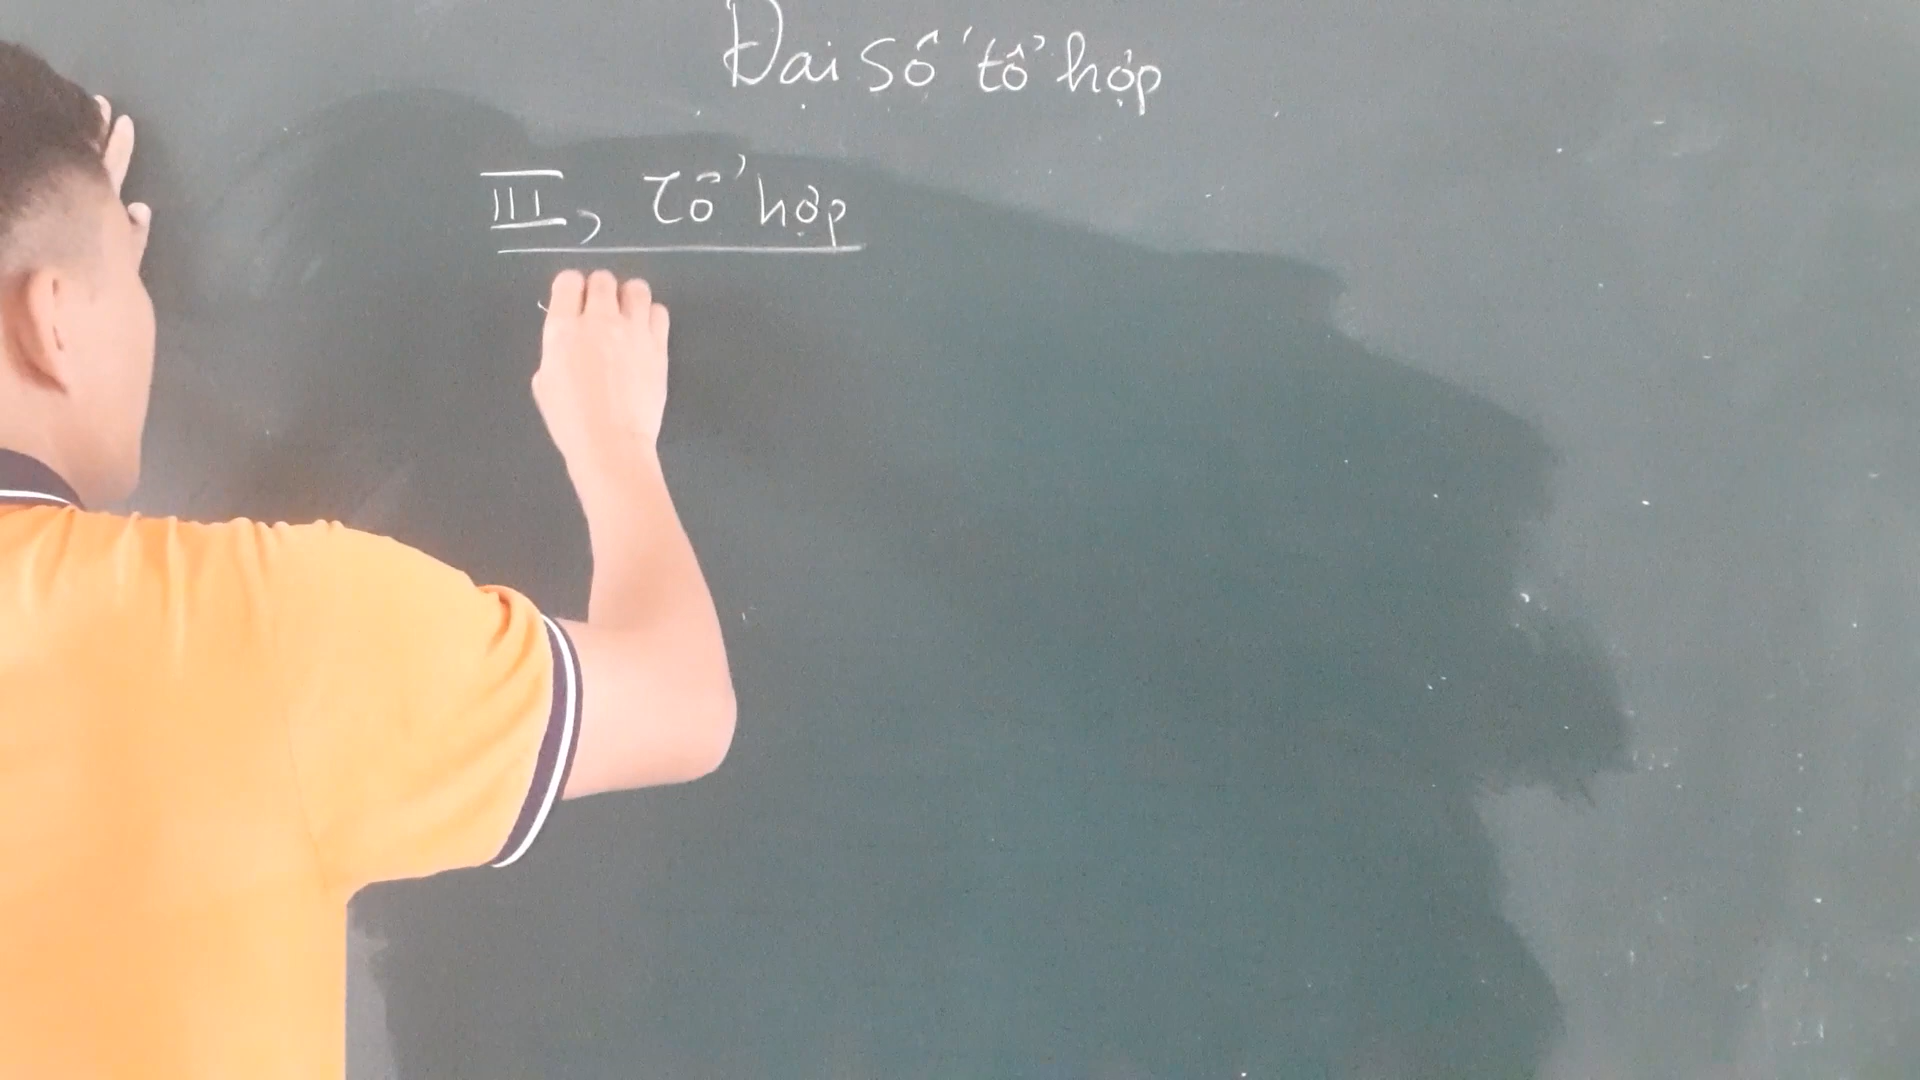 Đại số tổ hợp
III, Tổ hợp